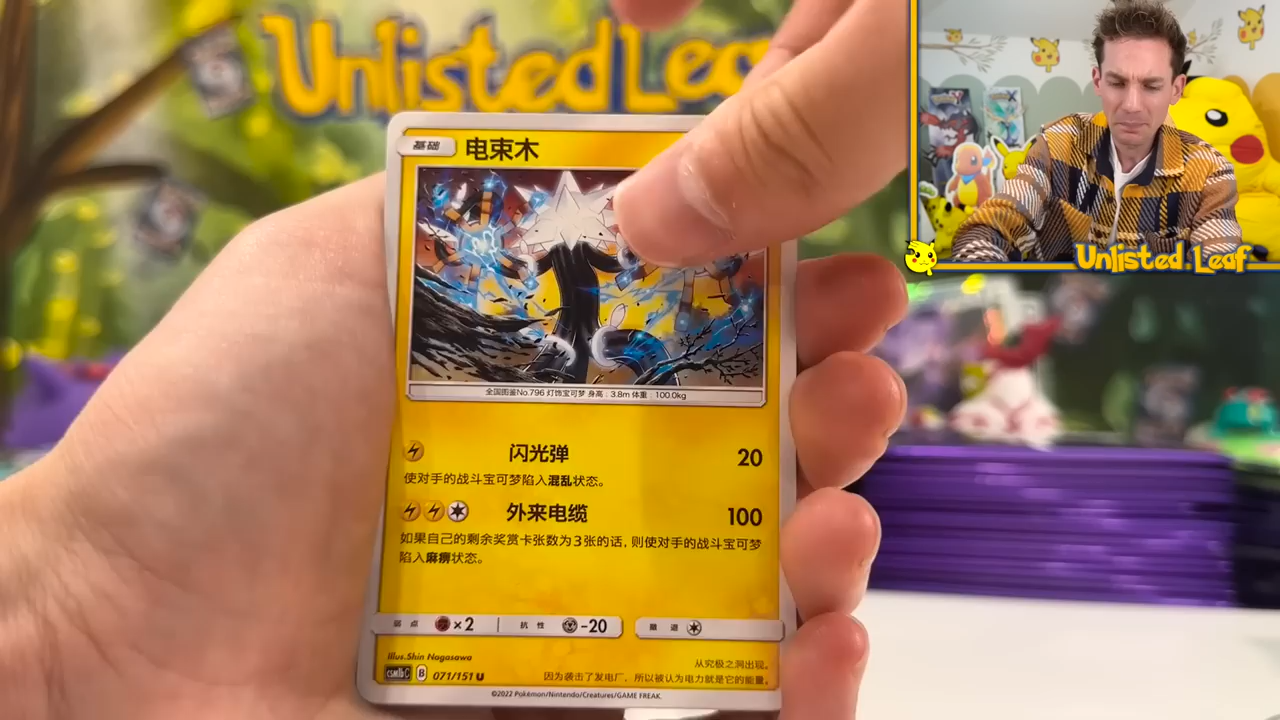 Unlisted Lea
基础 电束木
全国图鉴No.796 灯饰宝可梦 身高：3.8m 体重：100.0kg
闪光弹 20
使对手的战斗宝可梦陷入混乱状态。
外来电缆 100
如果自己的剩余奖赏卡张数为3张的话，则使对手的战斗宝可梦
陷入麻痹状态。
弱点 ×2 抗性 -20 撤退
Illus.Shin Nagasawa
csm1b C B 071/151 U
从究极之洞出现。
因为袭击了发电厂，所以被认为电力就是它的能量。
©2022 Pokémon/Nintendo/Creatures/GAME FREAK.
Unlisted Leaf